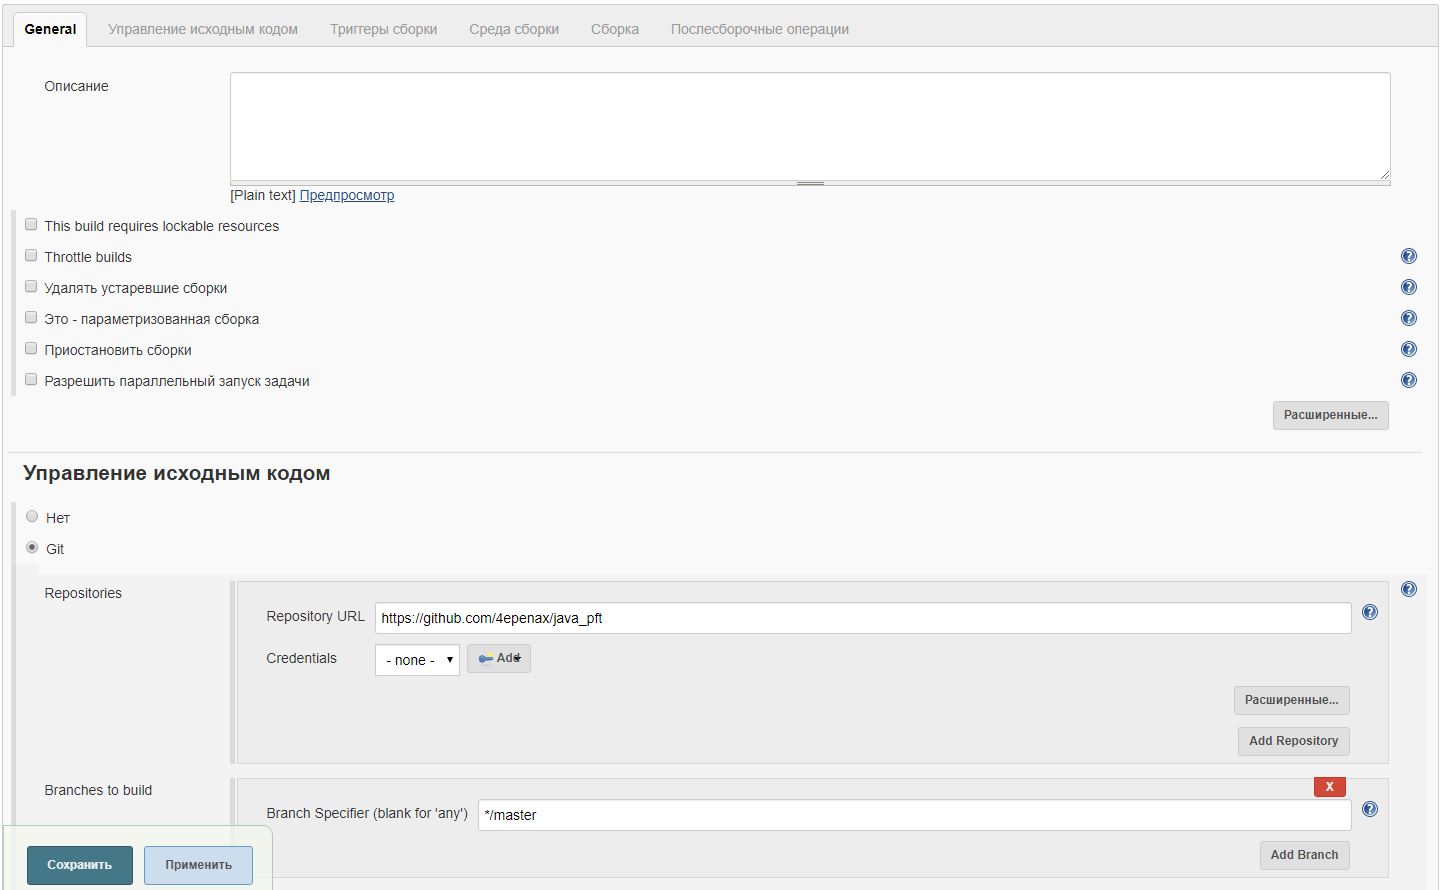 General Управление исходным кодом Триггеры сборки Среда сборки Сборка Послесборочные операции
Описание
[Plain text] Предпросмотр
This build requires lockable resources
Throttle builds
Удалять устаревшие сборки
Это - параметризованная сборка
Приостановить сборки
Разрешить параллельный запуск задачи
Расширенные...
Управление исходным кодом
Нет
Git
Repositories
Repository URL https://github.com/4epenax/java_pft
Credentials - none - Add
Расширенные...
Add Repository
Branches to build
X
Branch Specifier (blank for 'any') */master
Add Branch
Сохранить Применить